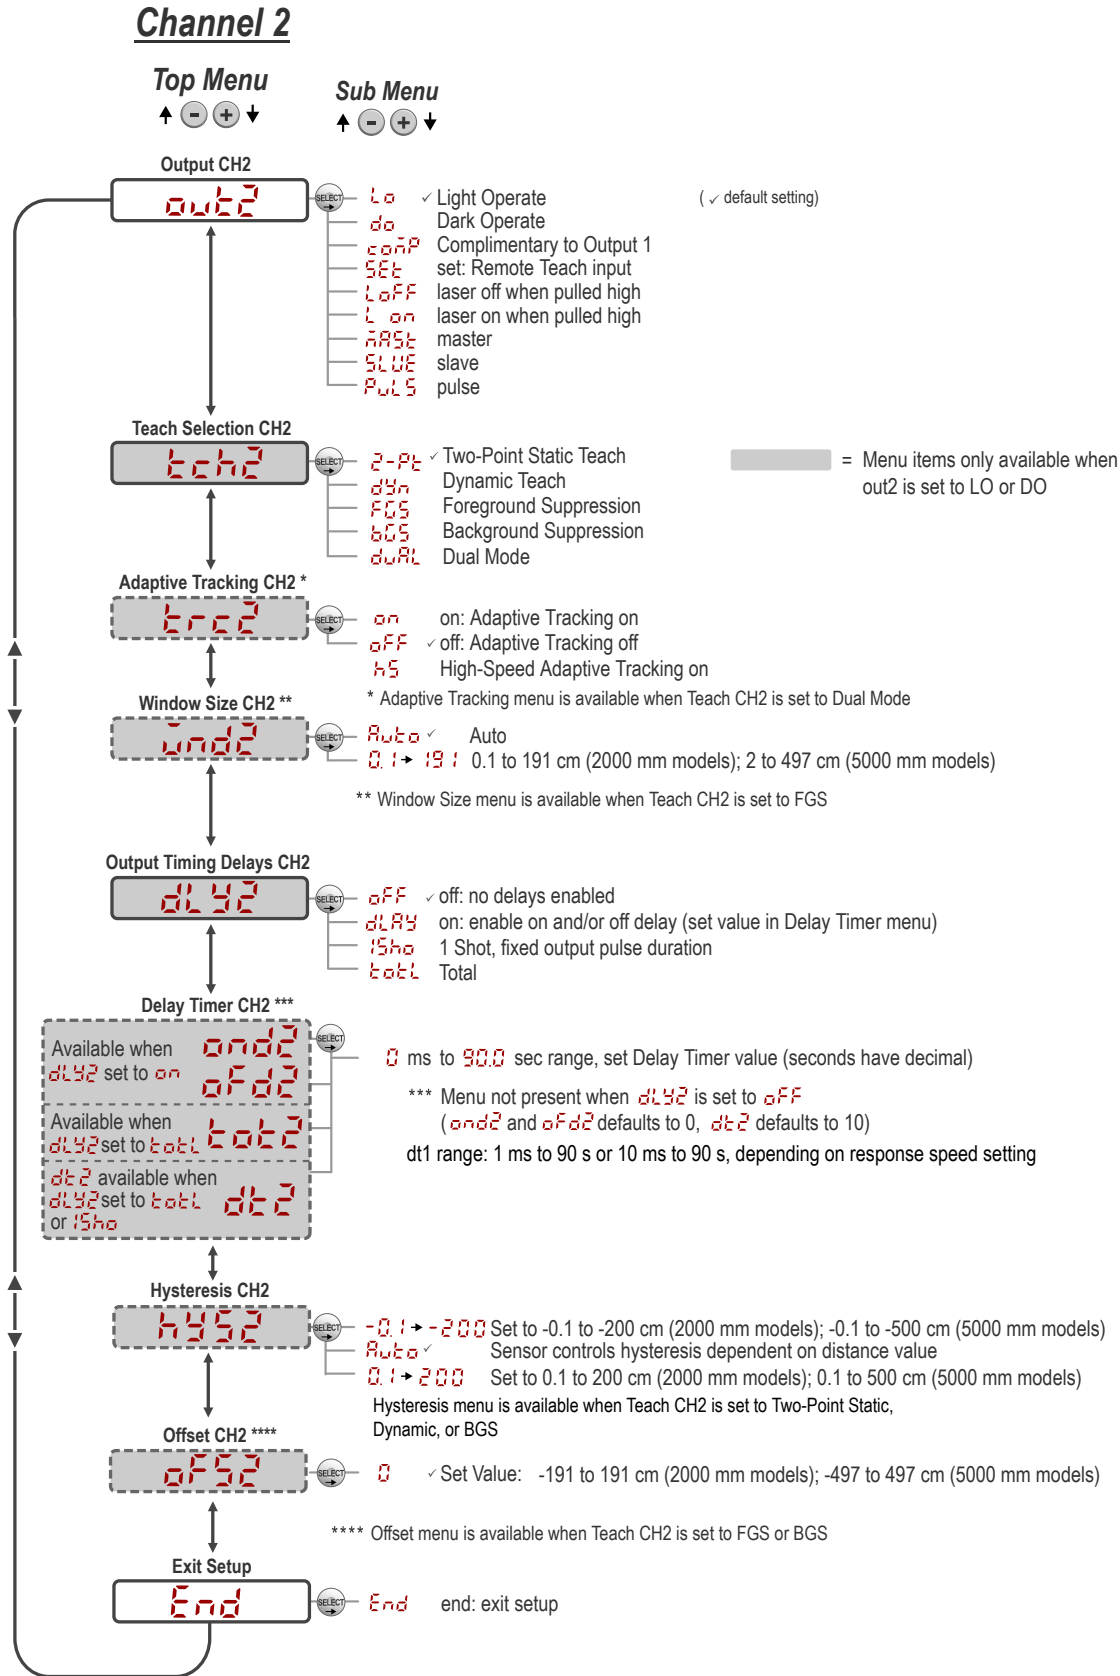 Channel 2
Top Menu
Sub Menu
- +
- +
Output CH2
out2
SELECT
Lo ✓ Light Operate
( ✓ default setting)
do Dark Operate
comP Complimentary to Output 1
SEt set: Remote Teach input
LoFF laser off when pulled high
L on laser on when pulled high
mASt master
SLUE slave
PuLS pulse
Teach Selection CH2
tch2
SELECT
2-Pt ✓ Two-Point Static Teach
dYn Dynamic Teach
FGS Foreground Suppression
bGS Background Suppression
duAL Dual Mode
= Menu items only available when
out2 is set to LO or DO
Adaptive Tracking CH2 *
trc2
SELECT
on on: Adaptive Tracking on
oFF ✓ off: Adaptive Tracking off
hS High-Speed Adaptive Tracking on
* Adaptive Tracking menu is available when Teach CH2 is set to Dual Mode
Window Size CH2 **
wnd2
SELECT
Auto ✓ Auto
0.1 → 191 0.1 to 191 cm (2000 mm models); 2 to 497 cm (5000 mm models)
** Window Size menu is available when Teach CH2 is set to FGS
Output Timing Delays CH2
dLY2
SELECT
oFF ✓ off: no delays enabled
dLAY on: enable on and/or off delay (set value in Delay Timer menu)
1Sho 1 Shot, fixed output pulse duration
totL Total
Delay Timer CH2 ***
Available when
dLY2 set to on
ond2
oFd2
Available when
dLY2 set to totL
tot2
dt2 available when
dLY2 set to totL
or 1Sho
dt2
SELECT
0 ms to 90.0 sec range, set Delay Timer value (seconds have decimal)
*** Menu not present when dLY2 is set to oFF
(ond2 and oFd2 defaults to 0, dt2 defaults to 10)
dt1 range: 1 ms to 90 s or 10 ms to 90 s, depending on response speed setting
Hysteresis CH2
hYS2
SELECT
-0.1 → -200 Set to -0.1 to -200 cm (2000 mm models); -0.1 to -500 cm (5000 mm models)
Auto ✓ Sensor controls hysteresis dependent on distance value
0.1 → 200 Set to 0.1 to 200 cm (2000 mm models); 0.1 to 500 cm (5000 mm models)
Hysteresis menu is available when Teach CH2 is set to Two-Point Static,
Dynamic, or BGS
Offset CH2 ****
oFS2
SELECT
0 ✓ Set Value: -191 to 191 cm (2000 mm models); -497 to 497 cm (5000 mm models)
**** Offset menu is available when Teach CH2 is set to FGS or BGS
Exit Setup
End
SELECT
End end: exit setup